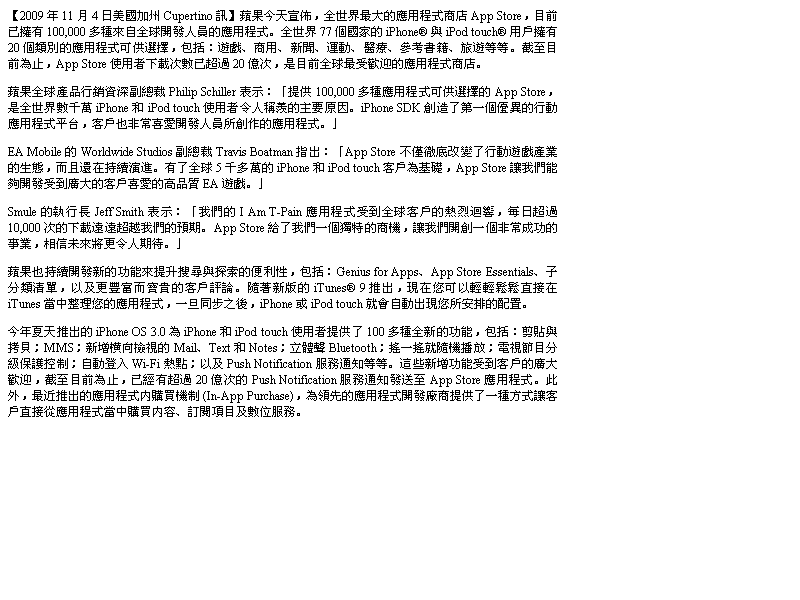 【2009 年 11 月 4 日美國加州 Cupertino 訊】蘋果今天宣佈，全世界最大的應用程式商店 App Store，目前
已擁有 100,000 多種來自全球開發人員的應用程式。全世界 77 個國家的 iPhone® 與 iPod touch® 用戶擁有
20 個類別的應用程式可供選擇，包括：遊戲、商用、新聞、運動、醫療、參考書籍、旅遊等等。截至目
前為止，App Store 使用者下載次數已超過 20 億次，是目前全球最受歡迎的應用程式商店。
蘋果全球產品行銷資深副總裁 Philip Schiller 表示：「提供 100,000 多種應用程式可供選擇的 App Store，
是全世界數千萬 iPhone 和 iPod touch 使用者令人稱羨的主要原因。iPhone SDK 創造了第一個優異的行動
應用程式平台，客戶也非常喜愛開發人員所創作的應用程式。」
EA Mobile 的 Worldwide Studios 副總裁 Travis Boatman 指出：「App Store 不僅徹底改變了行動遊戲產業
的生態，而且還在持續演進。有了全球 5 千多萬的 iPhone 和 iPod touch 客戶為基礎，App Store 讓我們能
夠開發受到廣大的客戶喜愛的高品質 EA 遊戲。」
Smule 的執行長 Jeff Smith 表示：「我們的 I Am T-Pain 應用程式受到全球客戶的熱烈迴響，每日超過
10,000 次的下載遠遠超越我們的預期。App Store 給了我們一個獨特的商機，讓我們開創一個非常成功的
事業，相信未來將更令人期待。」
蘋果也持續開發新的功能來提升搜尋與探索的便利性，包括：Genius for Apps、App Store Essentials、子
分類清單，以及更豐富而寶貴的客戶評論。隨著新版的 iTunes® 9 推出，現在您可以輕輕鬆鬆直接在
iTunes 當中整理您的應用程式，一旦同步之後，iPhone 或 iPod touch 就會自動出現您所安排的配置。
今年夏天推出的 iPhone OS 3.0 為 iPhone 和 iPod touch 使用者提供了 100 多種全新的功能，包括：剪貼與
拷貝；MMS；新增橫向檢視的 Mail、Text 和 Notes；立體聲 Bluetooth；搖一搖就隨機播放；電視節目分
級保護控制；自動登入 Wi-Fi 熱點；以及 Push Notification 服務通知等等。這些新增功能受到客戶的廣大
歡迎，截至目前為止，已經有超過 20 億次的 Push Notification 服務通知發送至 App Store 應用程式。此
外，最近推出的應用程式內購買機制 (In-App Purchase)，為領先的應用程式開發廠商提供了一種方式讓客
戶直接從應用程式當中購買內容、訂閱項目及數位服務。